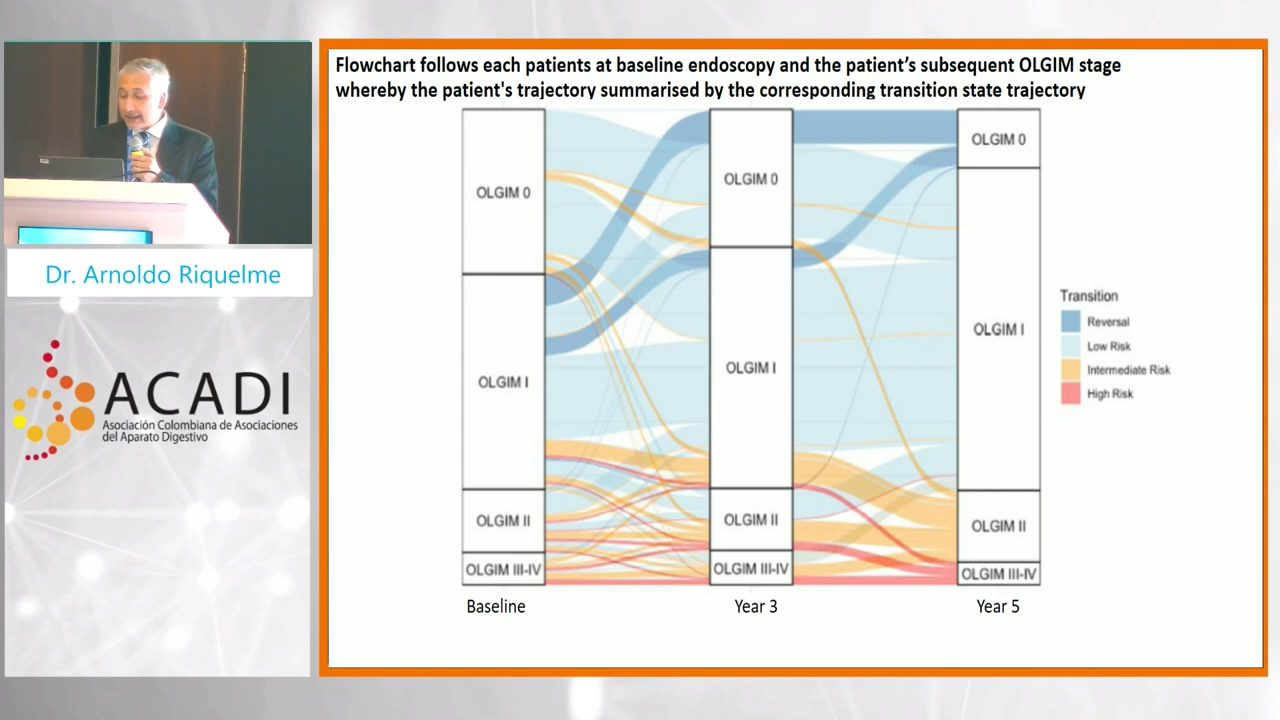 Flowchart follows each patients at baseline endoscopy and the patient’s subsequent OLGIM stage
whereby the patient's trajectory summarised by the corresponding transition state trajectory
Dr. Arnoldo Riquelme
ACADI
Asociación Colombiana de Asociaciones
del Aparato Digestivo
OLGIM 0
OLGIM I
OLGIM II
OLGIM III-IV
Baseline
OLGIM 0
OLGIM I
OLGIM II
OLGIM III-IV
Year 3
OLGIM 0
OLGIM I
OLGIM II
OLGIM III-IV
Year 5
Transition
Reversal
Low Risk
Intermediate Risk
High Risk